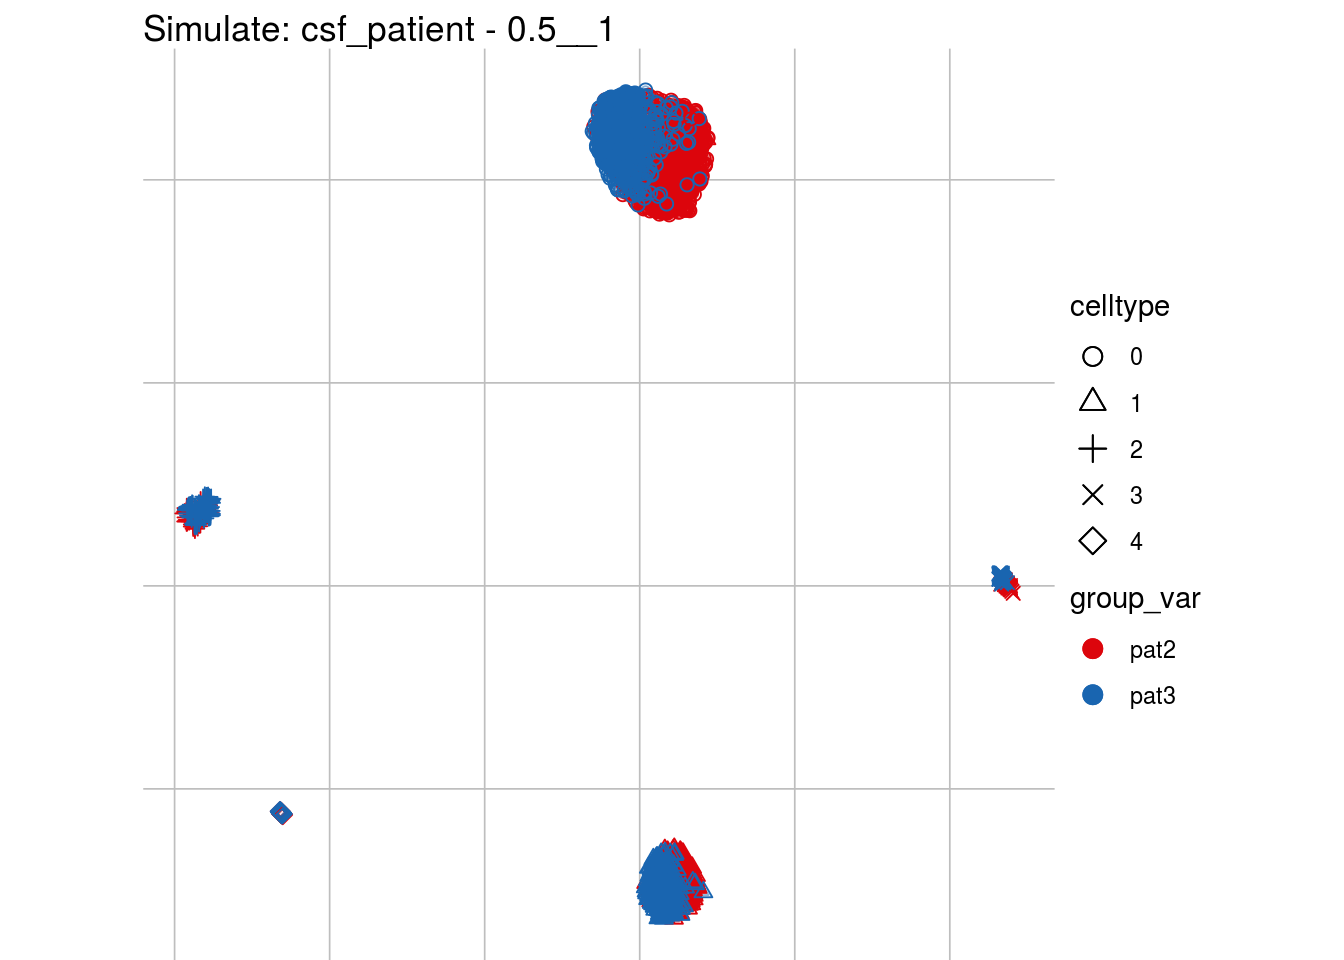 Simulate: csf_patient - 0.5__1
celltype
0
1
2
3
4
group_var
pat2
pat3